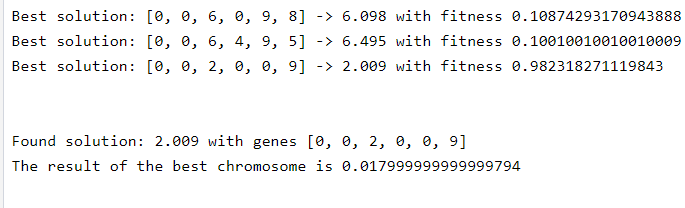 Best solution: [0, 0, 6, 0, 9, 8] -> 6.098 with fitness 0.10874293170943888
Best solution: [0, 0, 6, 4, 9, 5] -> 6.495 with fitness 0.10010010010010009
Best solution: [0, 0, 2, 0, 0, 9] -> 2.009 with fitness 0.982318271119843
Found solution: 2.009 with genes [0, 0, 2, 0, 0, 9]
The result of the best chromosome is 0.017999999999999794